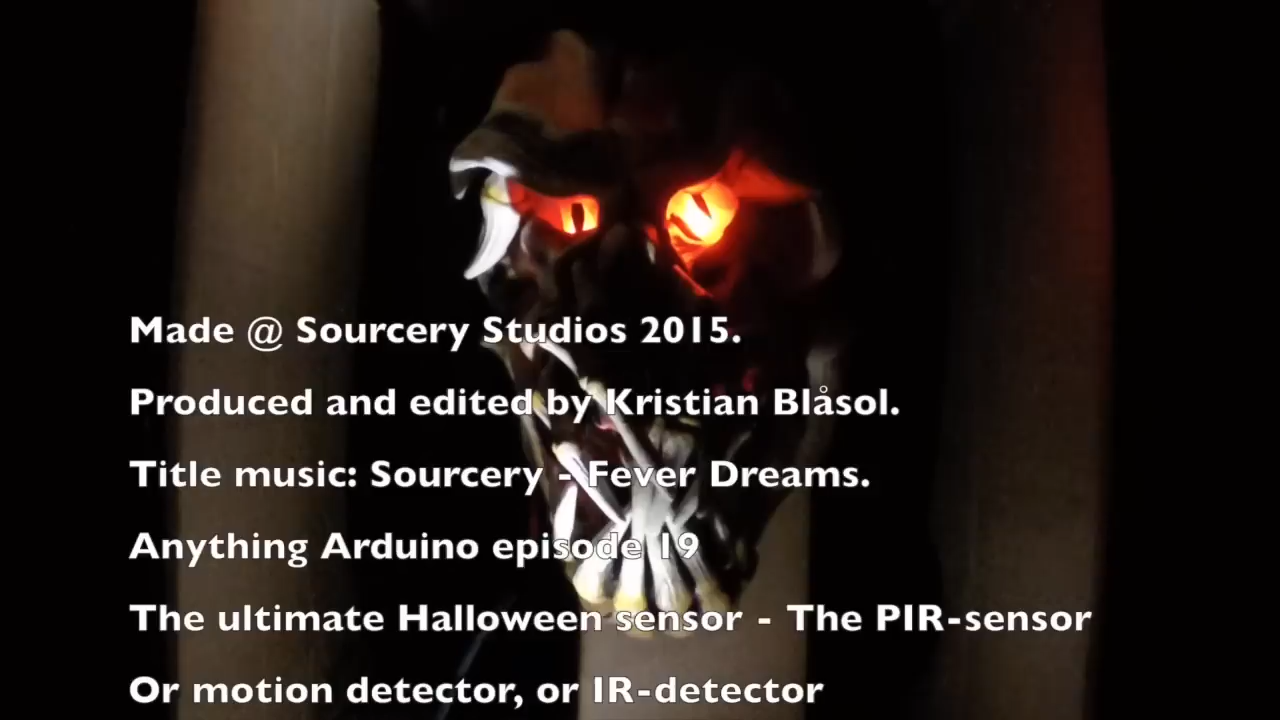 Made @ Sourcery Studios 2015.
Produced and edited by Kristian Blåsol.
Title music: Sourcery - Fever Dreams.
Anything Arduino episode 19
The ultimate Halloween sensor - The PIR-sensor
Or motion detector, or IR-detector